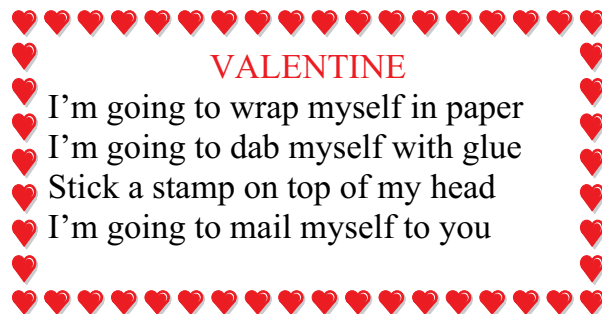 VALENTINE
I’m going to wrap myself in paper
I’m going to dab myself with glue
Stick a stamp on top of my head
I’m going to mail myself to you